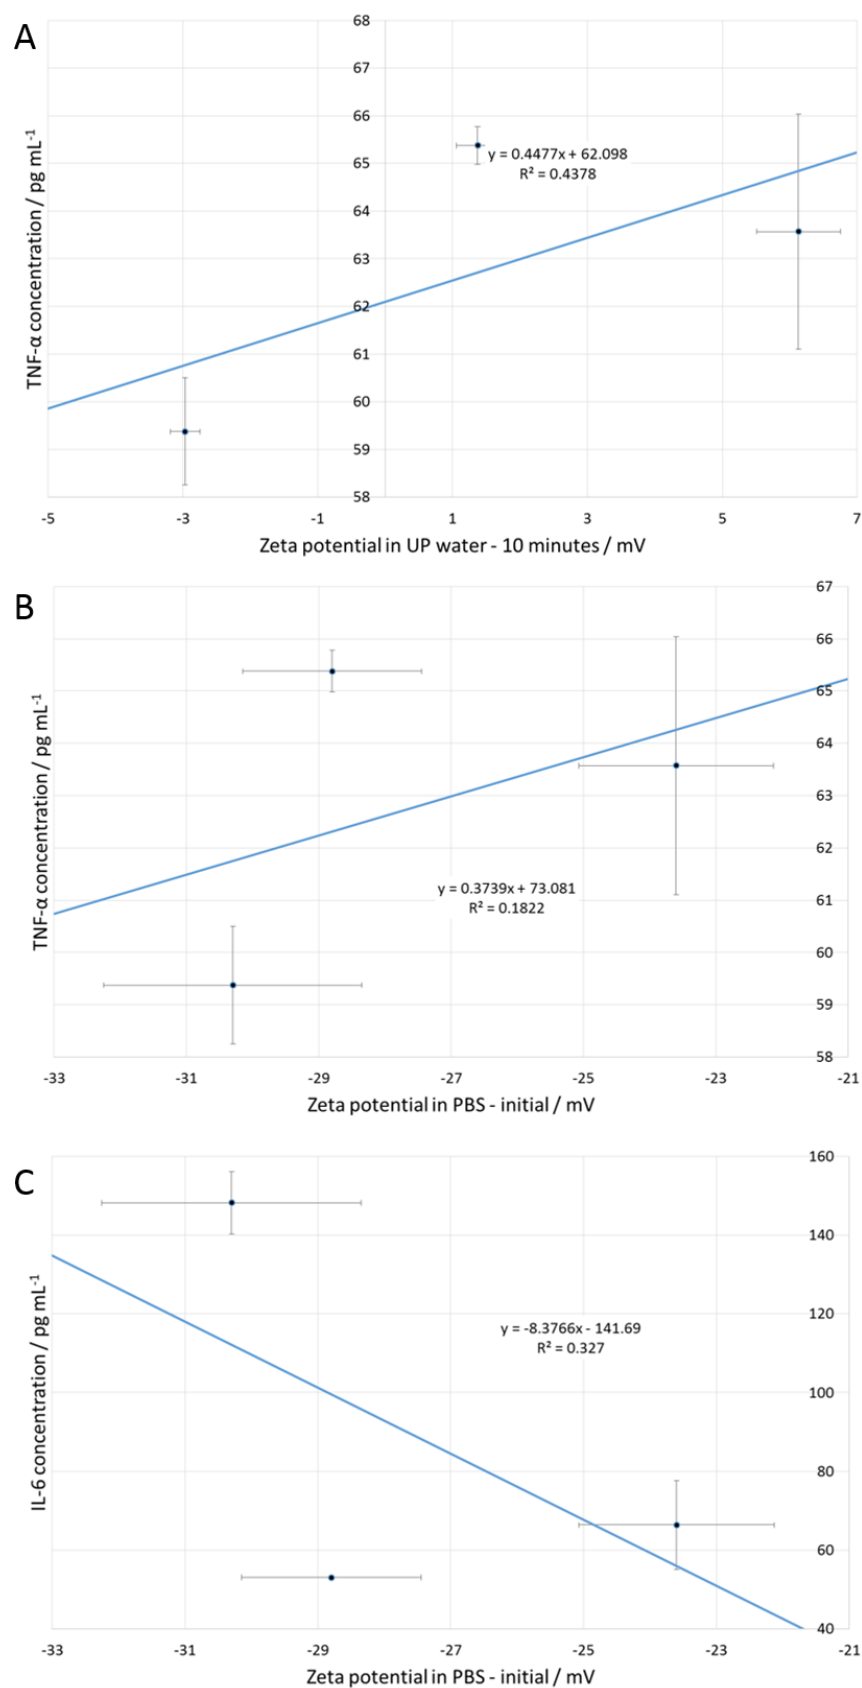 A
TNF-α concentration / pg mL-1
68
67
66
65
64
63
62
61
60
59
58
y = 0.4477x + 62.098
R² = 0.4378
-5 -3 -1 1 3 5 7
Zeta potential in UP water - 10 minutes / mV
B
TNF-α concentration / pg mL-1
67
66
65
64
63
62
61
60
59
58
y = 0.3739x + 73.081
R² = 0.1822
-33 -31 -29 -27 -25 -23 -21
Zeta potential in PBS - initial / mV
C
IL-6 concentration / pg mL-1
160
140
120
100
80
60
40
y = -8.3766x - 141.69
R² = 0.327
-33 -31 -29 -27 -25 -23 -21
Zeta potential in PBS - initial / mV